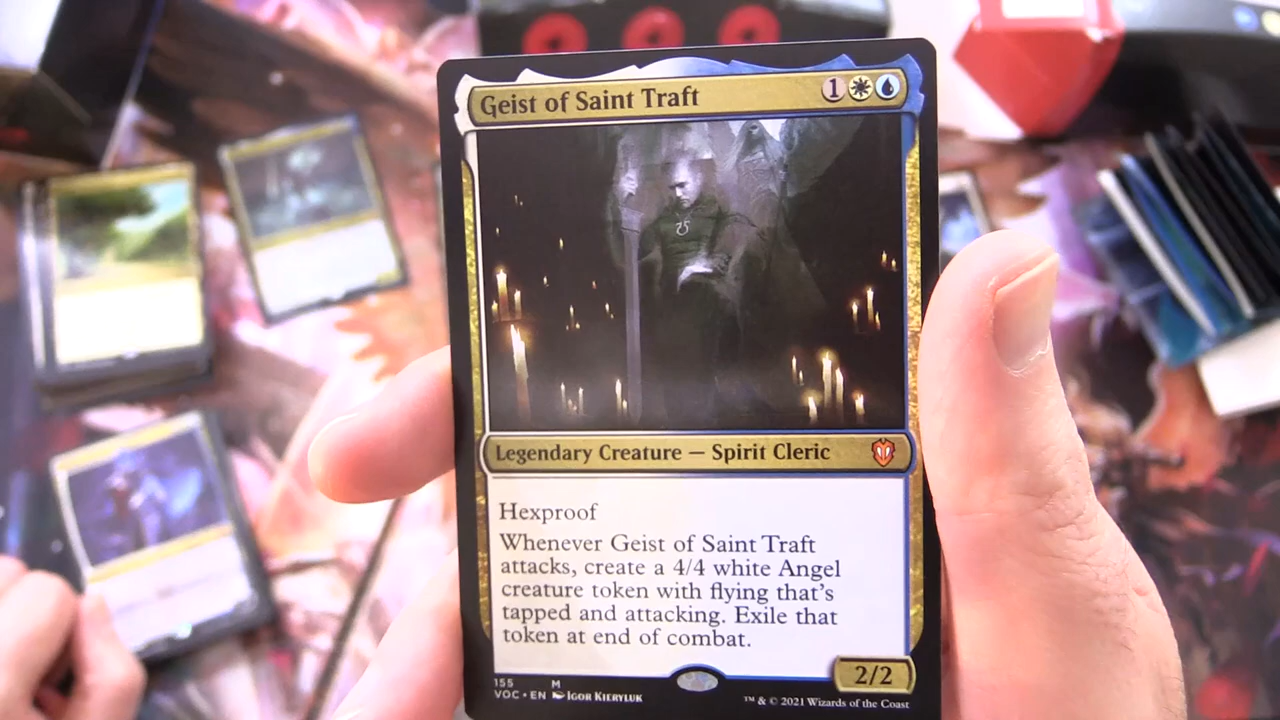 Geist of Saint Traft 1
Legendary Creature — Spirit Cleric
Hexproof
Whenever Geist of Saint Traft
attacks, create a 4/4 white Angel
creature token with flying that's
tapped and attacking. Exile that
token at end of combat.
2/2
155 M
VOC • EN Igor Kieryluk
™ & © 2021 Wizards of the Coast